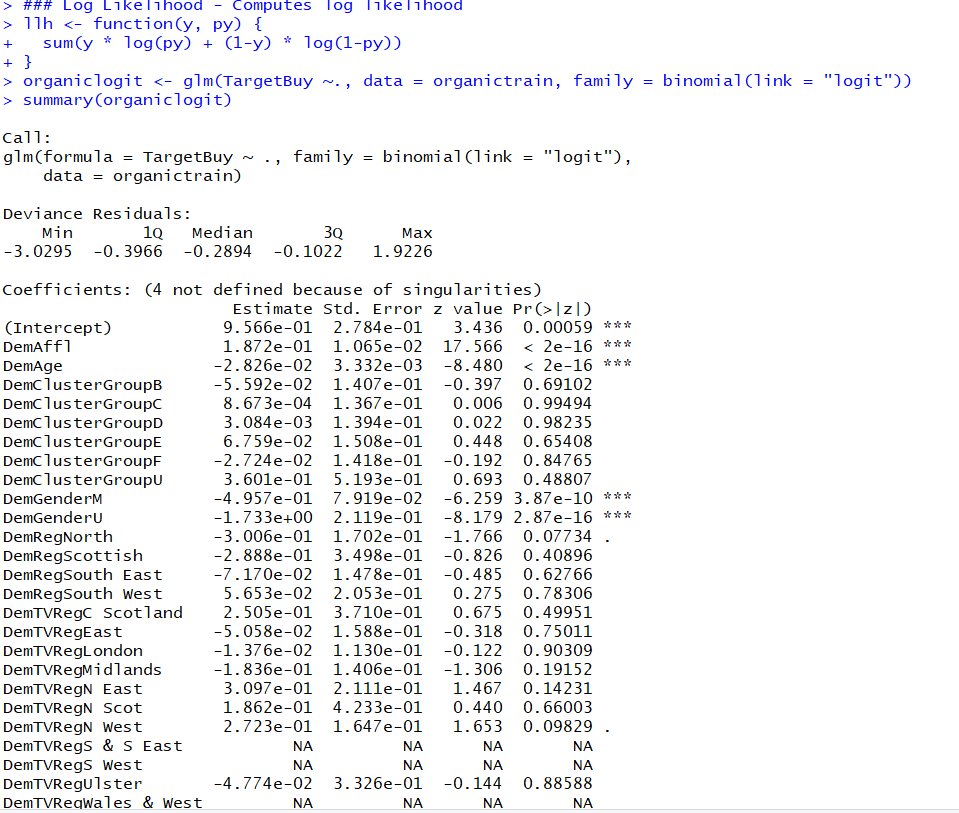 > ### Log Likelihood - Computes log likelihood
> llh <- function(y, py) {
+   sum(y * log(py) + (1-y) * log(1-py))
+ }
> organiclogit <- glm(TargetBuy ~., data = organictrain, family = binomial(link = "logit"))
> summary(organiclogit)
Call:
glm(formula = TargetBuy ~ ., family = binomial(link = "logit"),
    data = organictrain)
Deviance Residuals:
    Min       1Q   Median       3Q      Max
-3.0295  -0.3966  -0.2894  -0.1022   1.9226
Coefficients: (4 not defined because of singularities)
                       Estimate Std. Error z value Pr(>|z|)
(Intercept)           9.566e-01  2.784e-01   3.436  0.00059 ***
DemAffl               1.872e-01  1.065e-02  17.566  < 2e-16 ***
DemAge               -2.826e-02  3.332e-03  -8.480  < 2e-16 ***
DemClusterGroupB     -5.592e-02  1.407e-01  -0.397  0.69102
DemClusterGroupC      8.673e-04  1.367e-01   0.006  0.99494
DemClusterGroupD      3.084e-03  1.394e-01   0.022  0.98235
DemClusterGroupE      6.759e-02  1.508e-01   0.448  0.65408
DemClusterGroupF     -2.724e-02  1.418e-01  -0.192  0.84765
DemClusterGroupU      3.601e-01  5.193e-01   0.693  0.48807
DemGenderM           -4.957e-01  7.919e-02  -6.259 3.87e-10 ***
DemGenderU           -1.733e+00  2.119e-01  -8.179 2.87e-16 ***
DemRegNorth          -3.006e-01  1.702e-01  -1.766  0.07734 .
DemRegScottish       -2.888e-01  3.498e-01  -0.826  0.40896
DemRegSouth East     -7.170e-02  1.478e-01  -0.485  0.62766
DemRegSouth West      5.653e-02  2.053e-01   0.275  0.78306
DemTVRegC Scotland    2.505e-01  3.710e-01   0.675  0.49951
DemTVRegEast         -5.058e-02  1.588e-01  -0.318  0.75011
DemTVRegLondon       -1.376e-02  1.130e-01  -0.122  0.90309
DemTVRegMidlands     -1.836e-01  1.406e-01  -1.306  0.19152
DemTVRegN East        3.097e-01  2.111e-01   1.467  0.14231
DemTVRegN Scot        1.862e-01  4.233e-01   0.440  0.66003
DemTVRegN West        2.723e-01  1.647e-01   1.653  0.09829 .
DemTVRegS & S East           NA         NA      NA       NA
DemTVRegS West               NA         NA      NA       NA
DemTVRegUlster       -4.774e-02  3.326e-01  -0.144  0.88588
DemTVRegWales & West         NA         NA      NA       NA